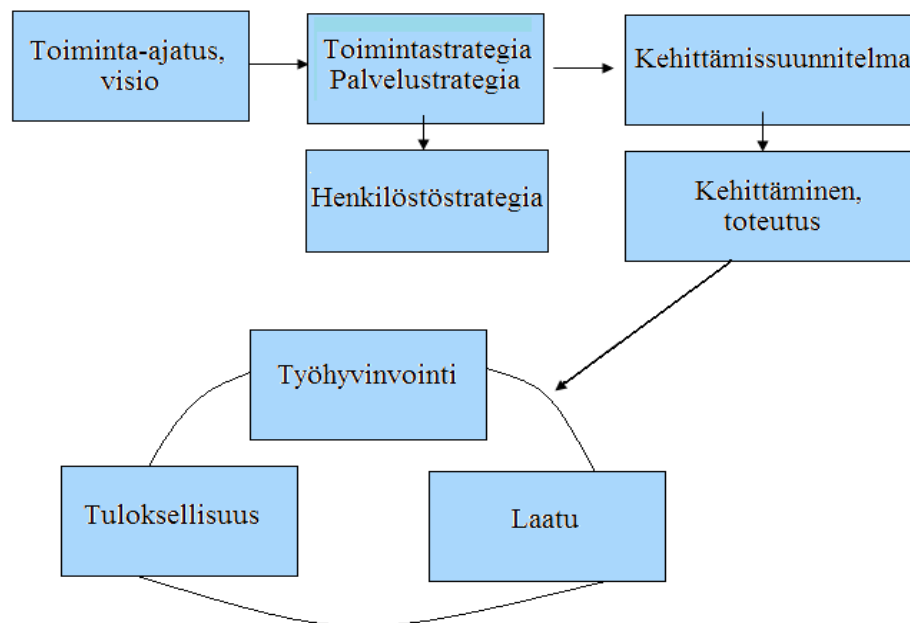 Toiminta-ajatus,
visio
Toimintastrategia
Palvelustrategia
Kehittämissuunnitelma
Henkilöstöstrategia
Kehittäminen,
toteutus
Työhyvinvointi
Tuloksellisuus
Laatu